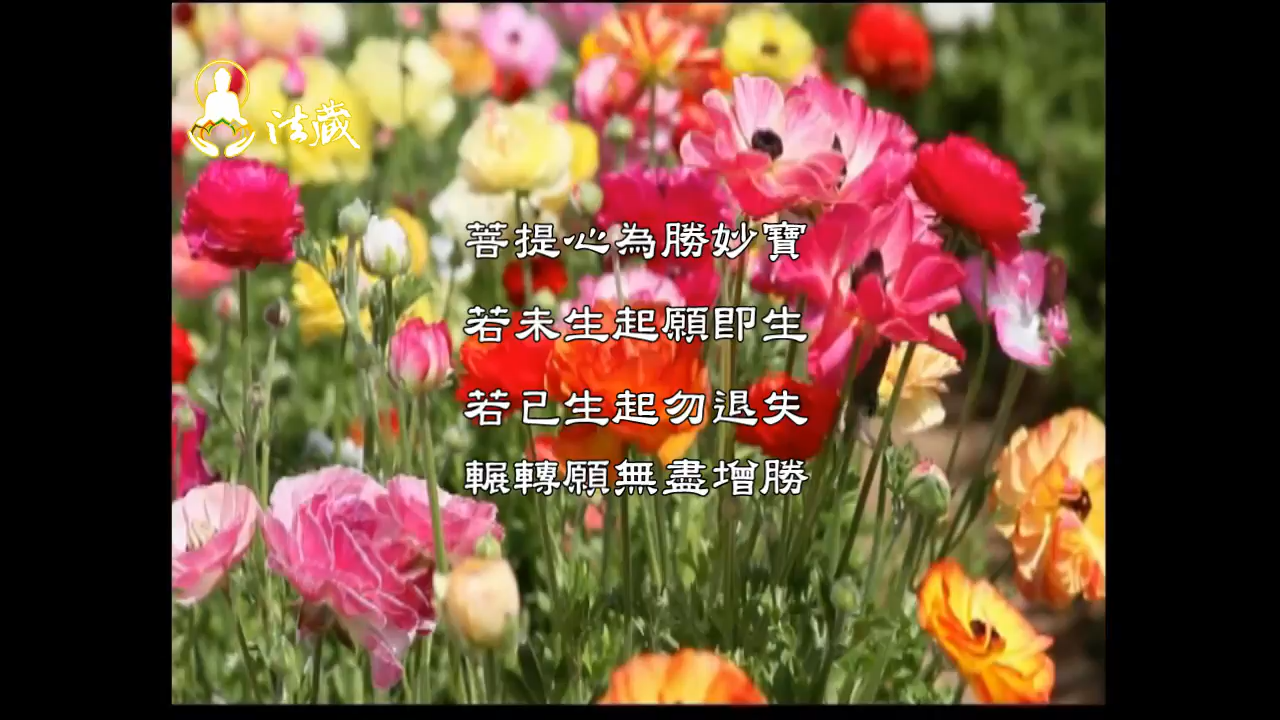 法藏
菩提心為勝妙寶
若未生起願即生
若已生起勿退失
輾轉願無盡增勝